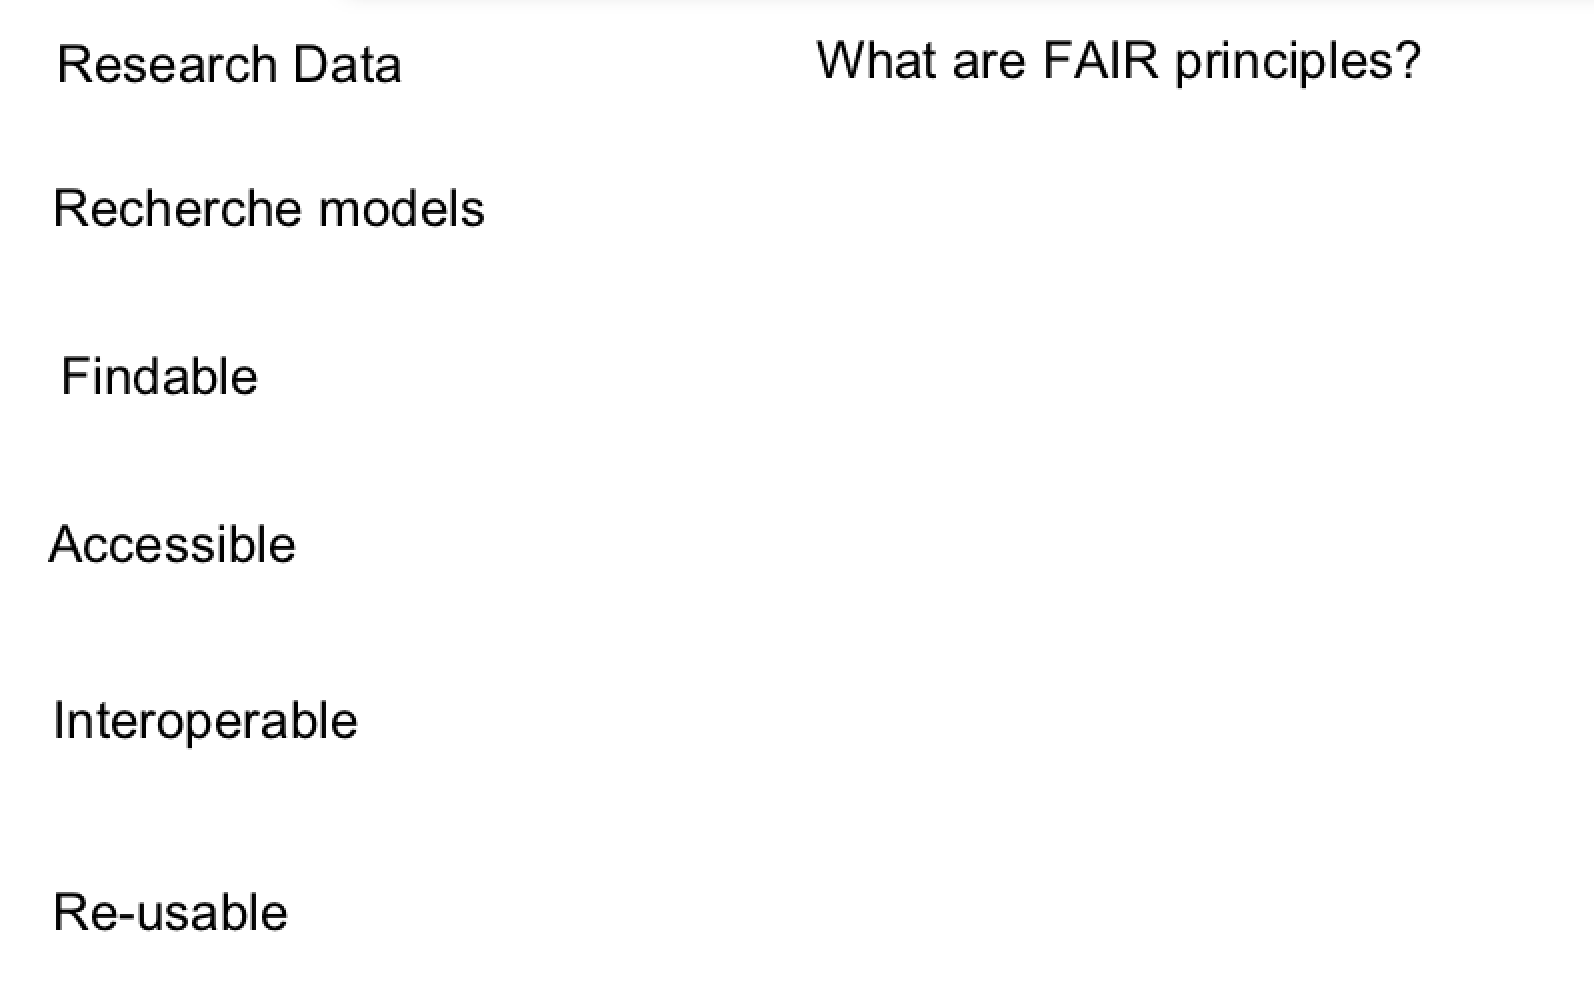 Research Data
What are FAIR principles?
Recherche models
Findable
Accessible
Interoperable
Re-usable